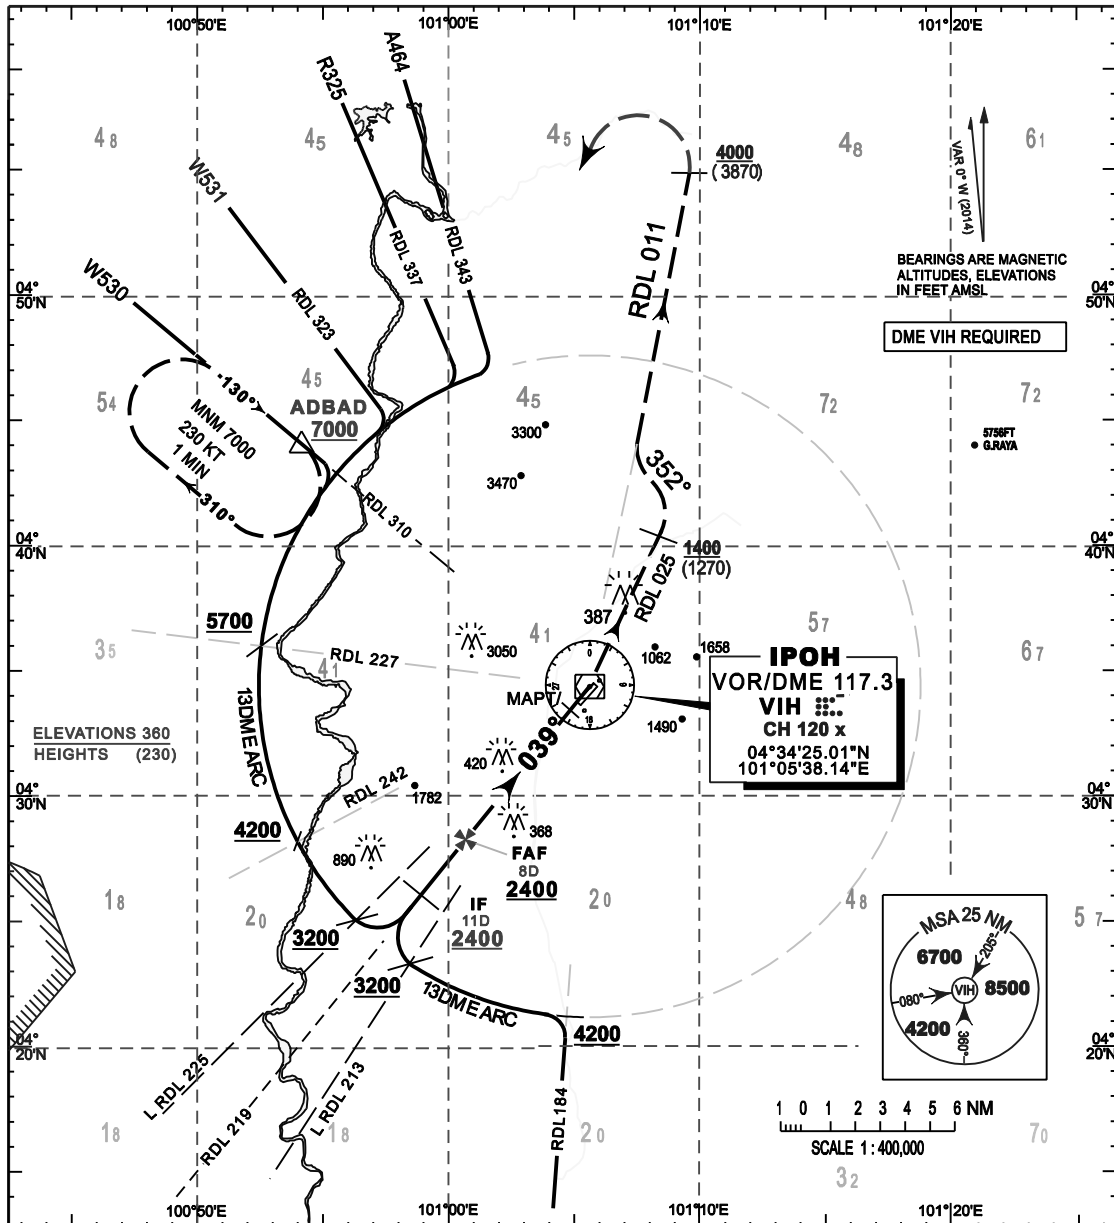 100°50'E
101°00'E
101°10'E
101°20'E
A464
R325
W531
W530
4 8
4 5
4 5
4 8
6 1
4000
(3870)
VAR 0° W (2014)
BEARINGS ARE MAGNETIC
ALTITUDES, ELEVATIONS
IN FEET AMSL
RDL 011
RDL 343
RDL 337
RDL 323
04°
50'N
04°
50'N
DME VIH REQUIRED
5 4
4 5
4 5
7 2
7 2
130°
MNM 7000
230 KT
1 MIN
310°
ADBAD
7000
3300
3470
5756FT
G.RAYA
352°
RDL 310
04°
40'N
04°
40'N
1400
(1270)
RDL 025
387
5700
3 5
4 1
4 1
5 7
6 7
RDL 227
3050
1062
1658
IPOH
VOR/DME 117.3
VIH
CH 120 x
04°34'25.01"N
101°05'38.14"E
0
6
18
27
MAPT
1490
13DME ARC
ELEVATIONS 360
HEIGHTS (230)
039°
420
RDL 242
1782
04°
30'N
04°
30'N
4200
890
368
FAF
8D
2400
IF
11D
2400
1 8
2 0
2 0
4 8
5 7
3200
3200
13DME ARC
4200
MSA 25 NM
6700
205°
VIH
8500
080°
4200
360°
04°
20'N
04°
20'N
L RDL 225
RDL 219
L RDL 213
RDL184
1 8
1 8
2 0
7 0
3 2
1 0 1 2 3 4 5 6 NM
SCALE 1 : 400,000
100°50'E
101°00'E
101°10'E
101°20'E